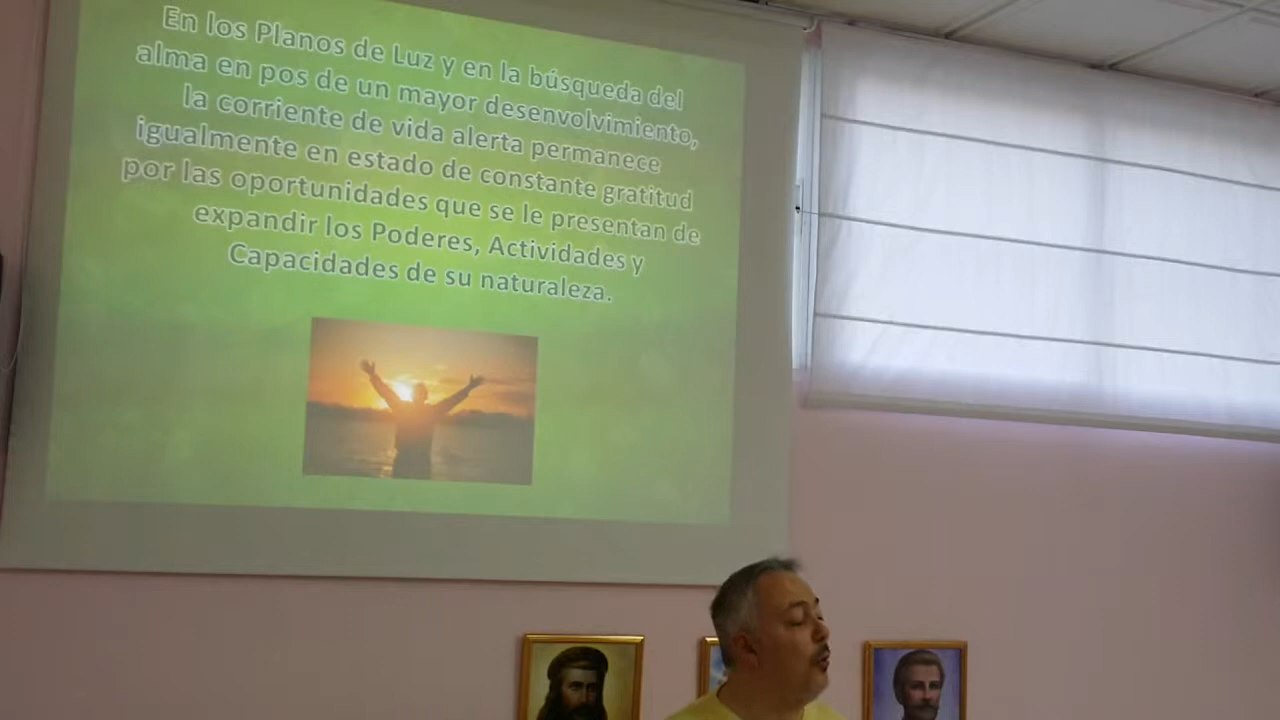 En los Planos de Luz y en la búsqueda del
alma en pos de un mayor desenvolvimiento,
la corriente de vida alerta permanece
igualmente en estado de constante gratitud
por las oportunidades que se le presentan de
expandir los Poderes, Actividades y
Capacidades de su naturaleza.